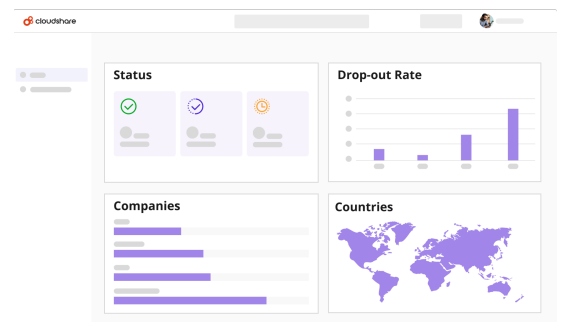 cloudshare
Status
Drop-out Rate
Companies
Countries